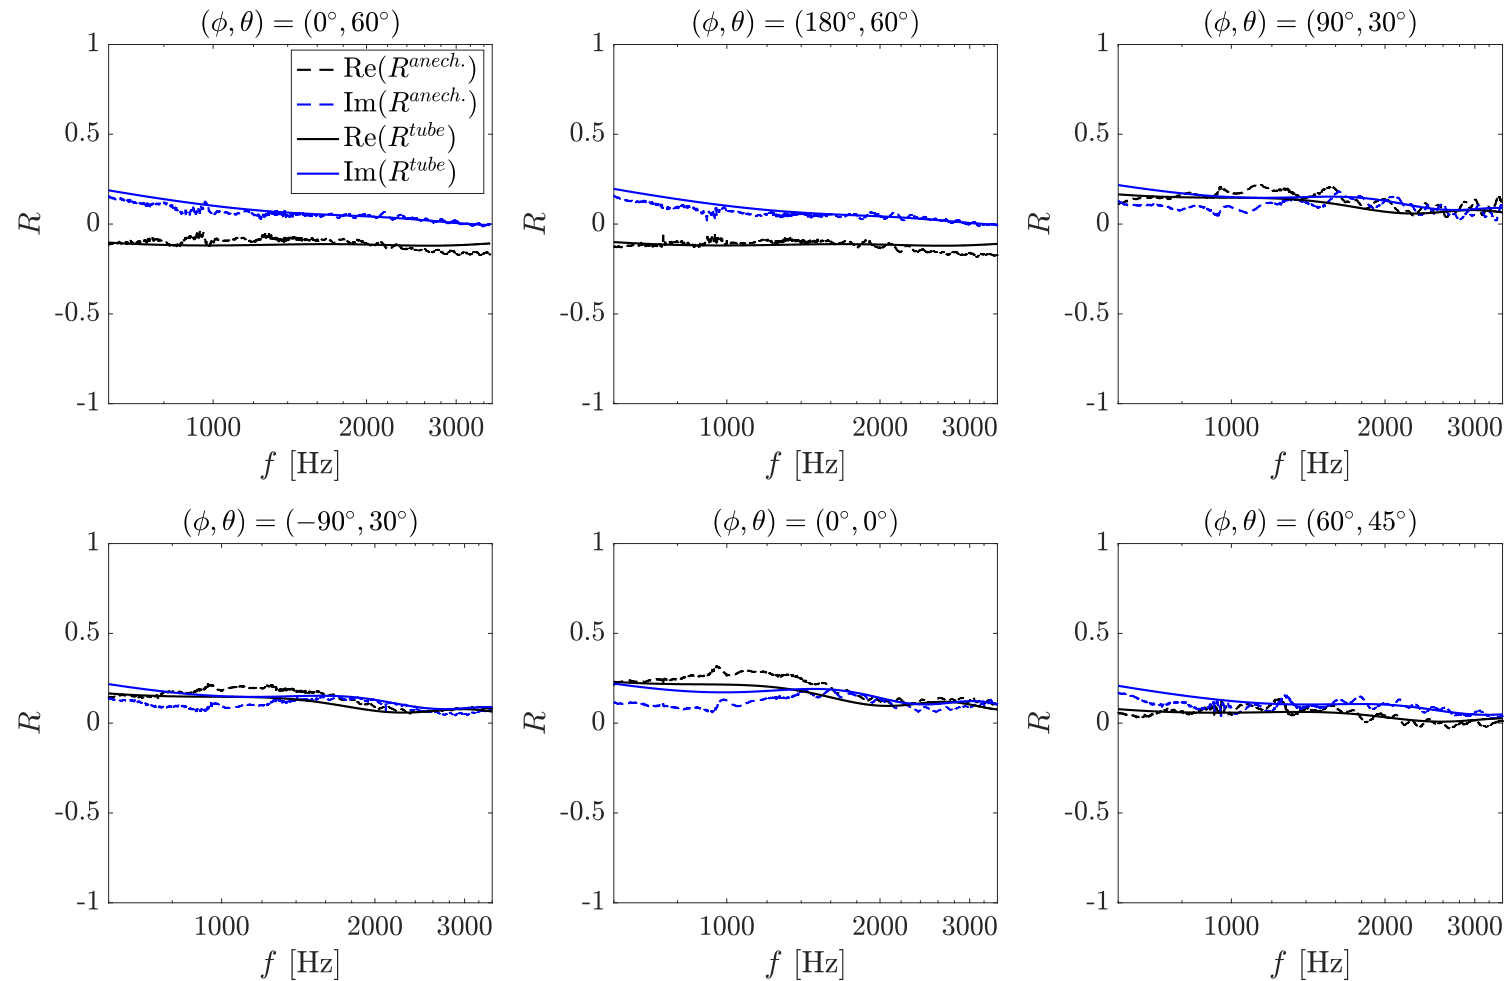 (ϕ, θ) = (0°, 60°)
1
0.5
0
-0.5
-1
R
1000 2000 3000
f [Hz]
Re(R^{anech.})
Im(R^{anech.})
Re(R^{tube})
Im(R^{tube})
(ϕ, θ) = (180°, 60°)
1
0.5
0
-0.5
-1
R
1000 2000 3000
f [Hz]
(ϕ, θ) = (90°, 30°)
1
0.5
0
-0.5
-1
R
1000 2000 3000
f [Hz]
(ϕ, θ) = (−90°, 30°)
1
0.5
0
-0.5
-1
R
1000 2000 3000
f [Hz]
(ϕ, θ) = (0°, 0°)
1
0.5
0
-0.5
-1
R
1000 2000 3000
f [Hz]
(ϕ, θ) = (60°, 45°)
1
0.5
0
-0.5
-1
R
1000 2000 3000
f [Hz]